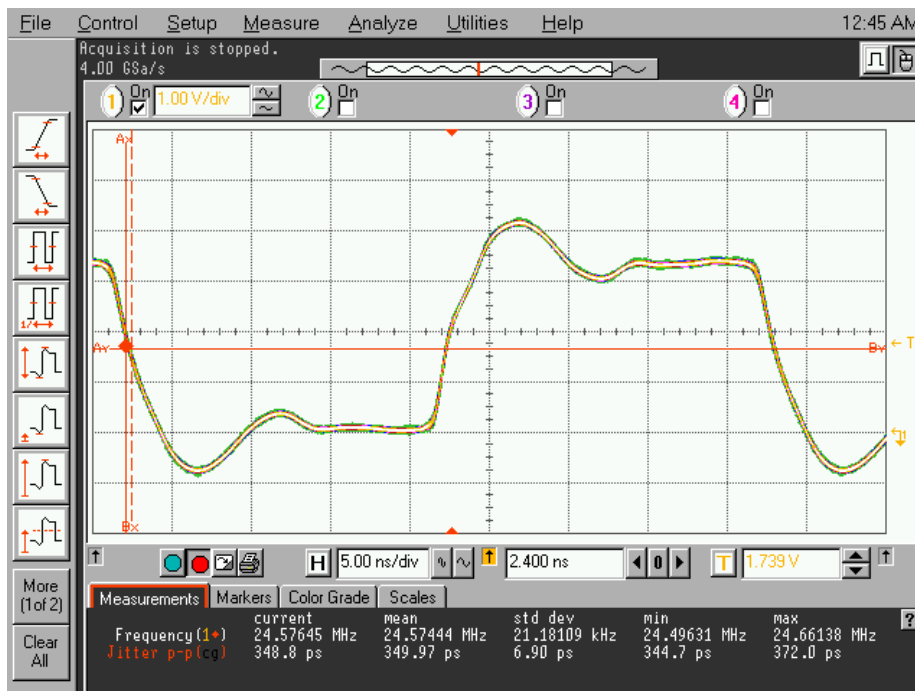 File Control Setup Measure Analyze Utilities Help 12:45 AM
Acquisition is stopped.
4.00 GSa/s
1 On 1.00 V/div 2 On 3 On 4 On
Ax
Ay By
T
1
Bx
H 5.00 ns/div 2.400 ns 0 T 1.739 V
More
(1of 2)
Clear
All
Measurements Markers Color Grade Scales
current mean std dev min max
Frequency(1) 24.57645 MHz 24.57444 MHz 21.18109 kHz 24.49631 MHz 24.66138 MHz
Jitter p-p(cg) 348.8 ps 349.97 ps 6.90 ps 344.7 ps 372.0 ps
?